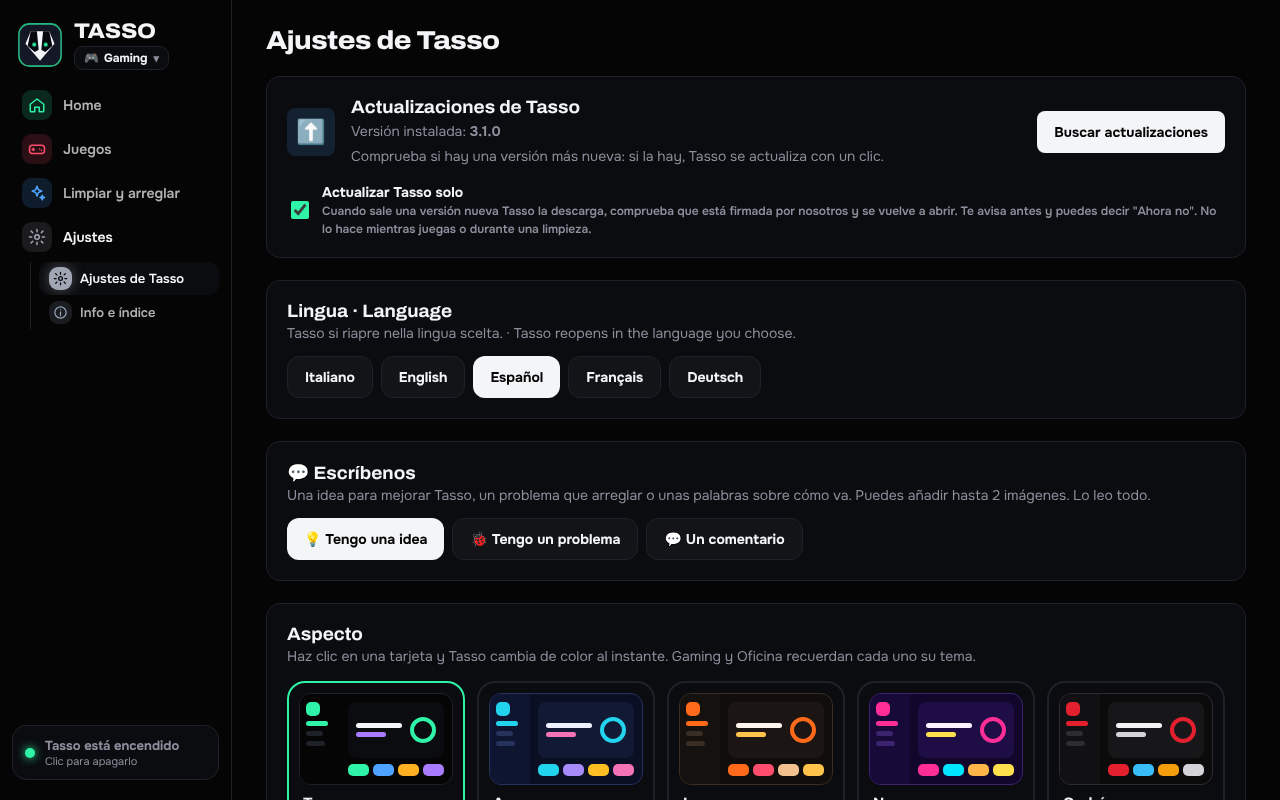 TASSO
🎮 Gaming ▾
Home
Juegos
Limpiar y arreglar
Ajustes
Ajustes de Tasso
Info e índice
Tasso está encendido
Clic para apagarlo
Ajustes de Tasso
Actualizaciones de Tasso
Versión instalada: 3.1.0
Comprueba si hay una versión más nueva: si la hay, Tasso se actualiza con un clic.
Buscar actualizaciones
Actualizar Tasso solo
Cuando sale una versión nueva Tasso la descarga, comprueba que está firmada por nosotros y se vuelve a abrir. Te avisa antes y puedes decir "Ahora no". No
lo hace mientras juegas o durante una limpieza.
Lingua · Language
Tasso si riapre nella lingua scelta. · Tasso reopens in the language you choose.
Italiano
English
Español
Français
Deutsch
💬 Escríbenos
Una idea para mejorar Tasso, un problema que arreglar o unas palabras sobre cómo va. Puedes añadir hasta 2 imágenes. Lo leo todo.
💡 Tengo una idea
🐞 Tengo un problema
💬 Un comentario
Aspecto
Haz clic en una tarjeta y Tasso cambia de color al instante. Gaming y Oficina recuerdan cada uno su tema.